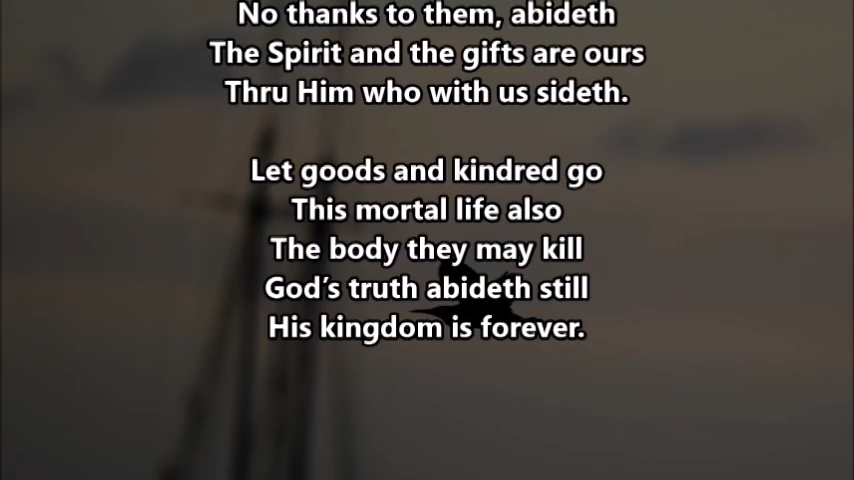 No thanks to them, abideth
The Spirit and the gifts are ours
Thru Him who with us sideth.
Let goods and kindred go
This mortal life also
The body they may kill
God's truth abideth still
His kingdom is forever.